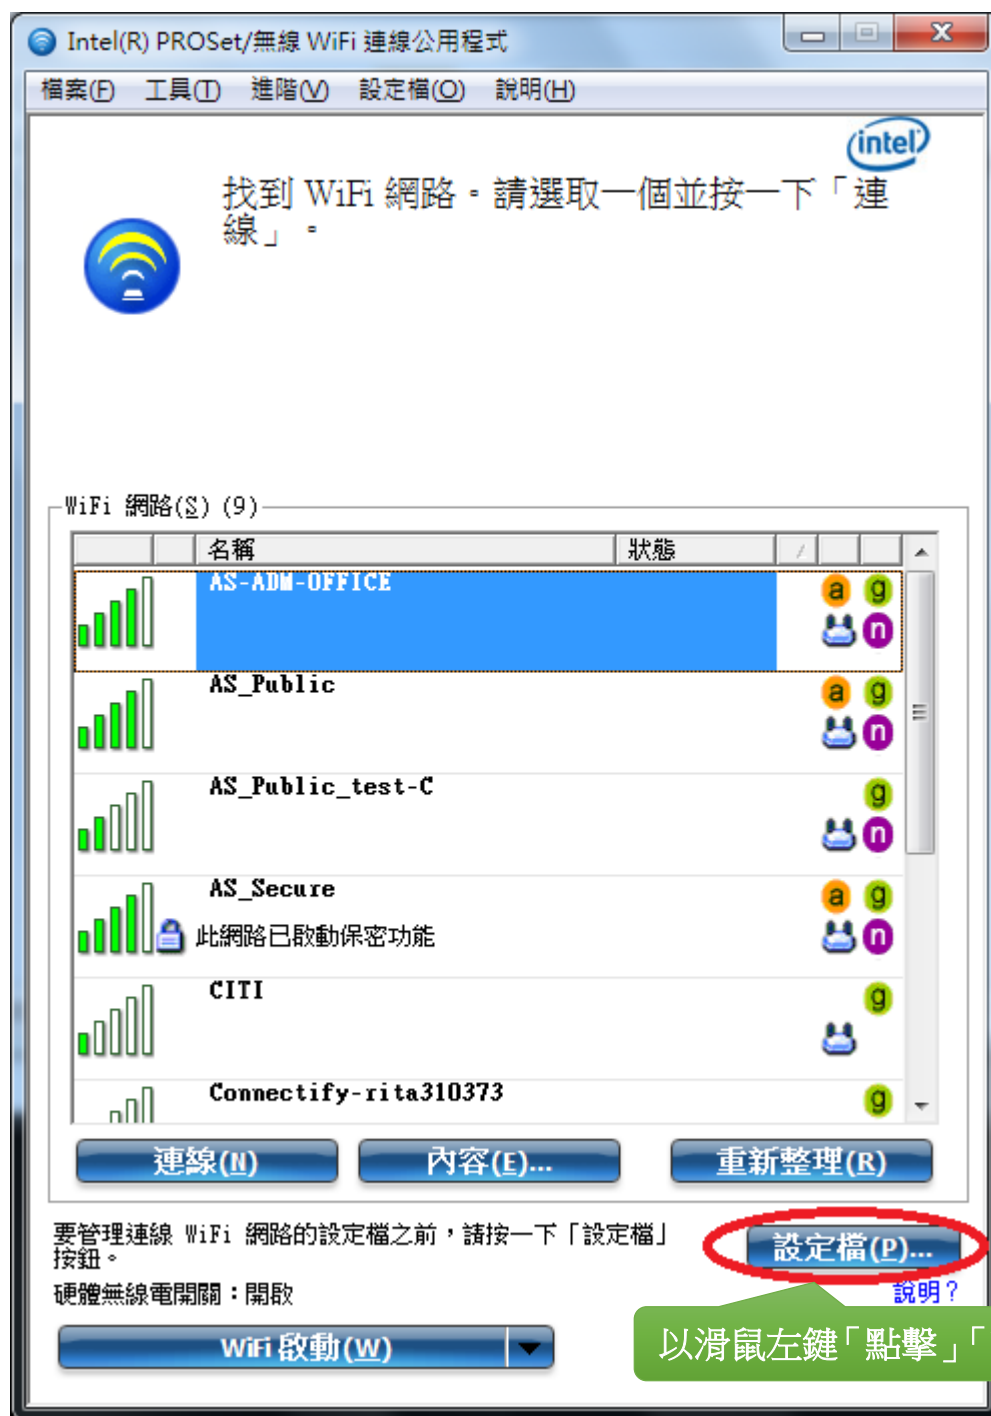 Intel(R) PROSet/無線 WiFi 連線公用程式
檔案(F) 工具(T) 進階(V) 設定檔(O) 說明(H)
intel
找到 WiFi 網路。請選取一個並按一下「連
線」。
WiFi 網路(S) (9)
名稱 狀態
AS-ADM-OFFICE
a g
n
AS_Public
a g
n
AS_Public_test-C
g
n
AS_Secure
a g
此網路已啟動保密功能
n
CITI
g
Connectify-rita310373
g
連線(N) 內容(E)... 重新整理(R)
要管理連線 WiFi 網路的設定檔之前，請按一下「設定檔」
按鈕。
設定檔(P)...
硬體無線電開關：開啟
說明?
WiFi 啟動(W)
以滑鼠左鍵「點擊」「